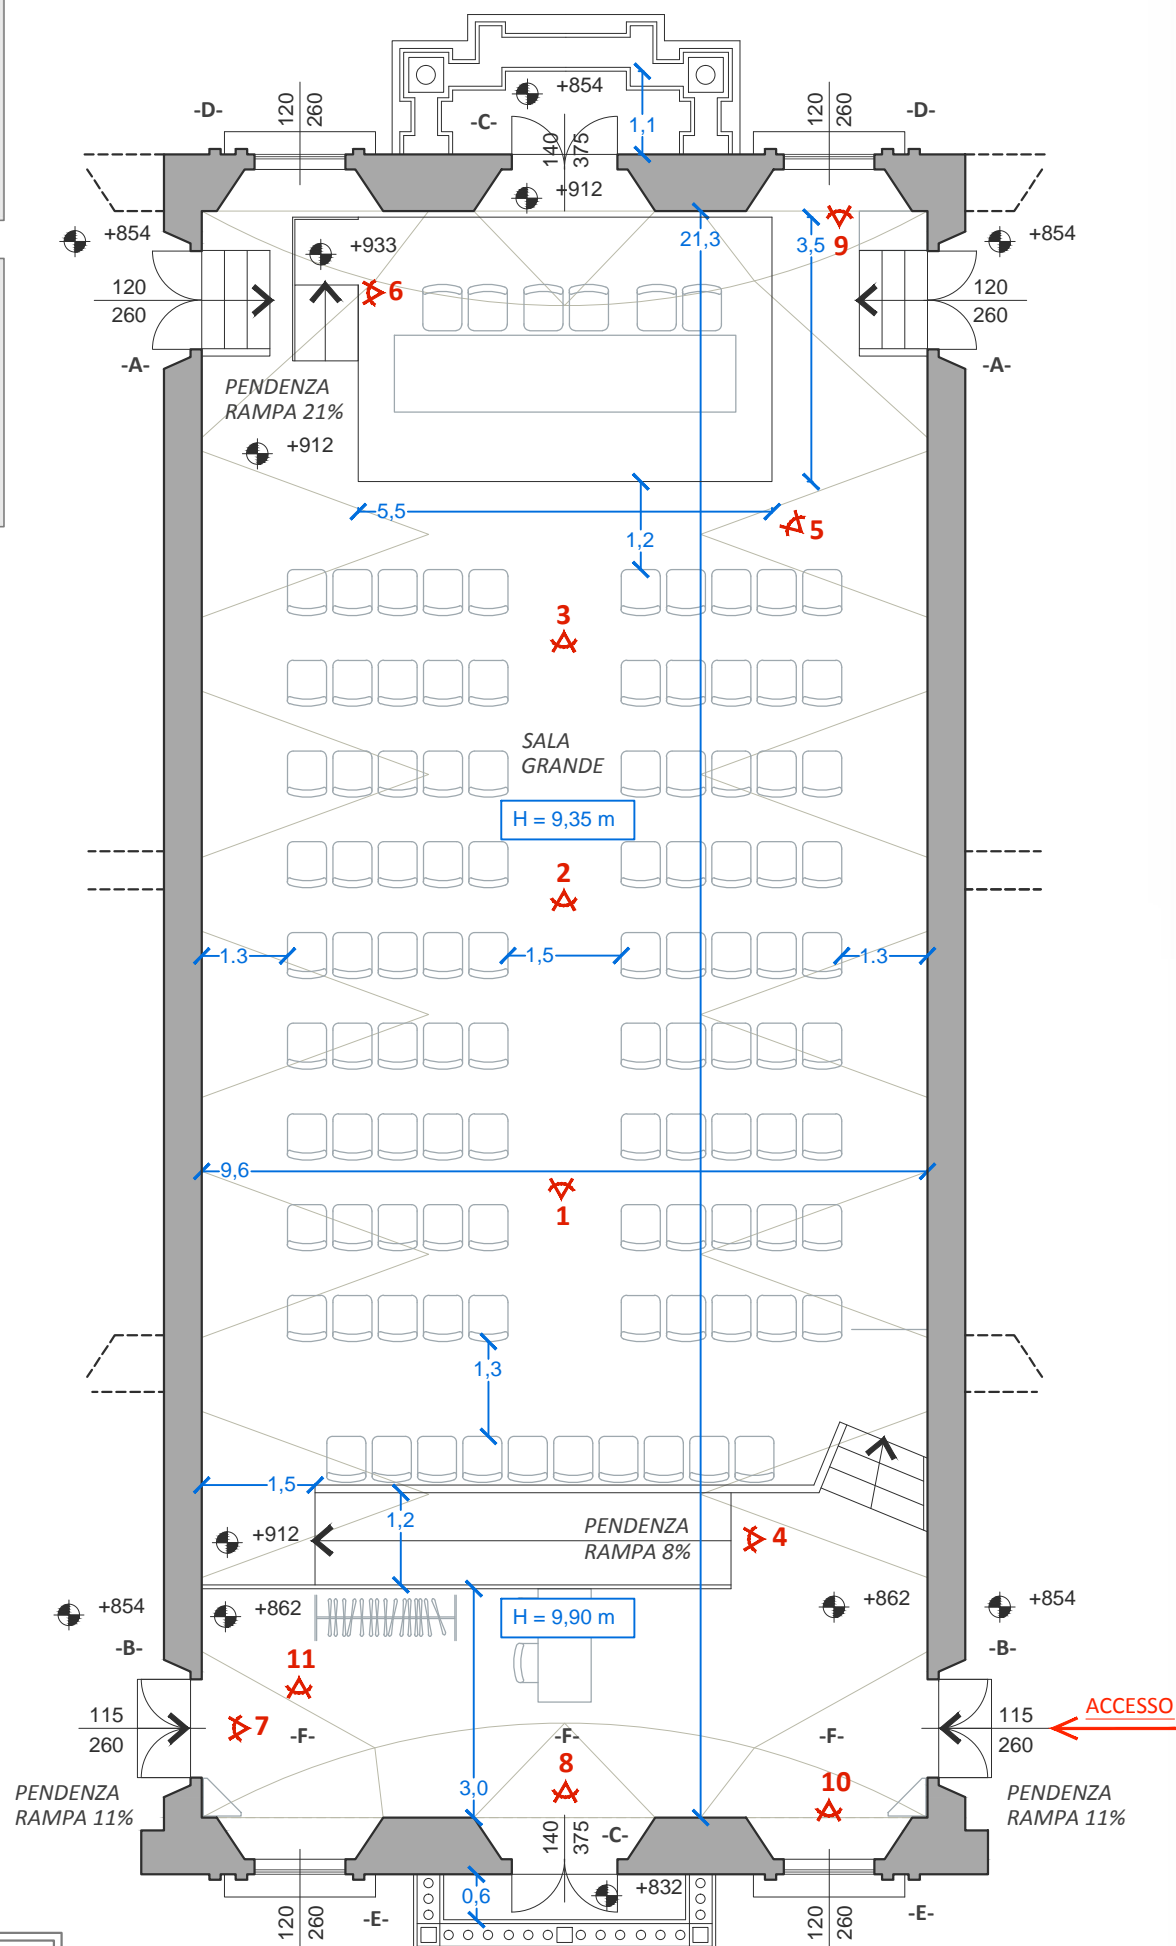 +854
-D-
120
260
-C-
1,1
140
375
120
260
-D-
+912
+854
+933
21,3
3,5
9
+854
6
120
260
120
260
-A-
-A-
PENDENZA
RAMPA 21%
+912
5,5
1,2
5
3
SALA
GRANDE
H = 9,35 m
2
1.3
1,5
1.3
9,6
1
1,3
1,5
1,2
+912
PENDENZA
RAMPA 8%
4
+854
+862
H = 9,90 m
+862
+854
-B-
-B-
11
7
-F-
-F-
-F-
115
260
115
260
ACCESSO
8
10
3,0
PENDENZA
RAMPA 11%
PENDENZA
RAMPA 11%
140
375
-C-
0,6
+832
120
260
-E-
120
260
-E-